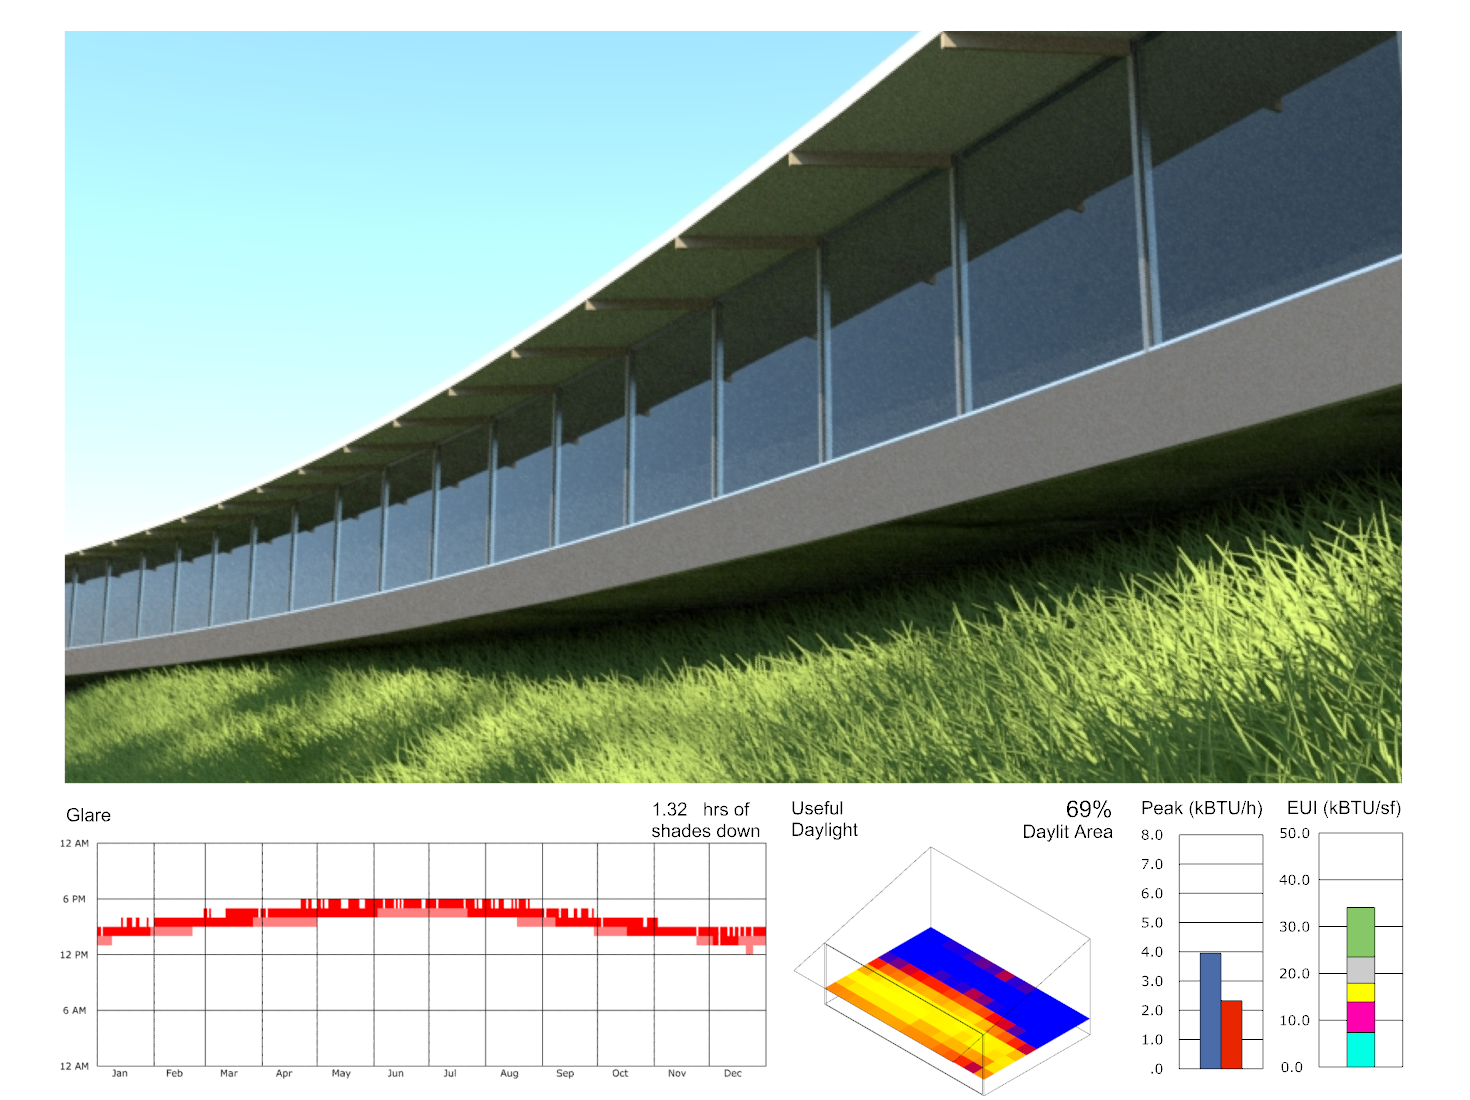 Glare
1.32 hrs of
shades down
12 AM
6 PM
12 PM
6 AM
12 AM
Jan Feb Mar Apr May Jun Jul Aug Sep Oct Nov Dec
Useful
Daylight
69%
Daylit Area
Peak (kBTU/h)
8.0
7.0
6.0
5.0
4.0
3.0
2.0
1.0
.0
EUI (kBTU/sf)
50.0
40.0
30.0
20.0
10.0
0.0